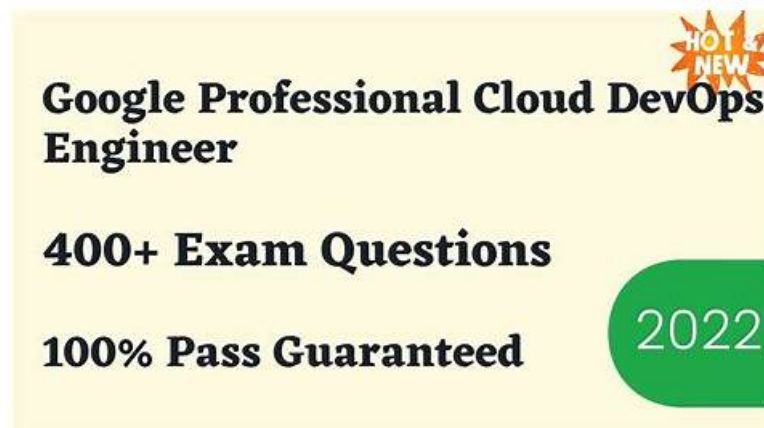 HOT &
NEW
Google Professional Cloud DevOps
Engineer
400+ Exam Questions
2022
100% Pass Guaranteed